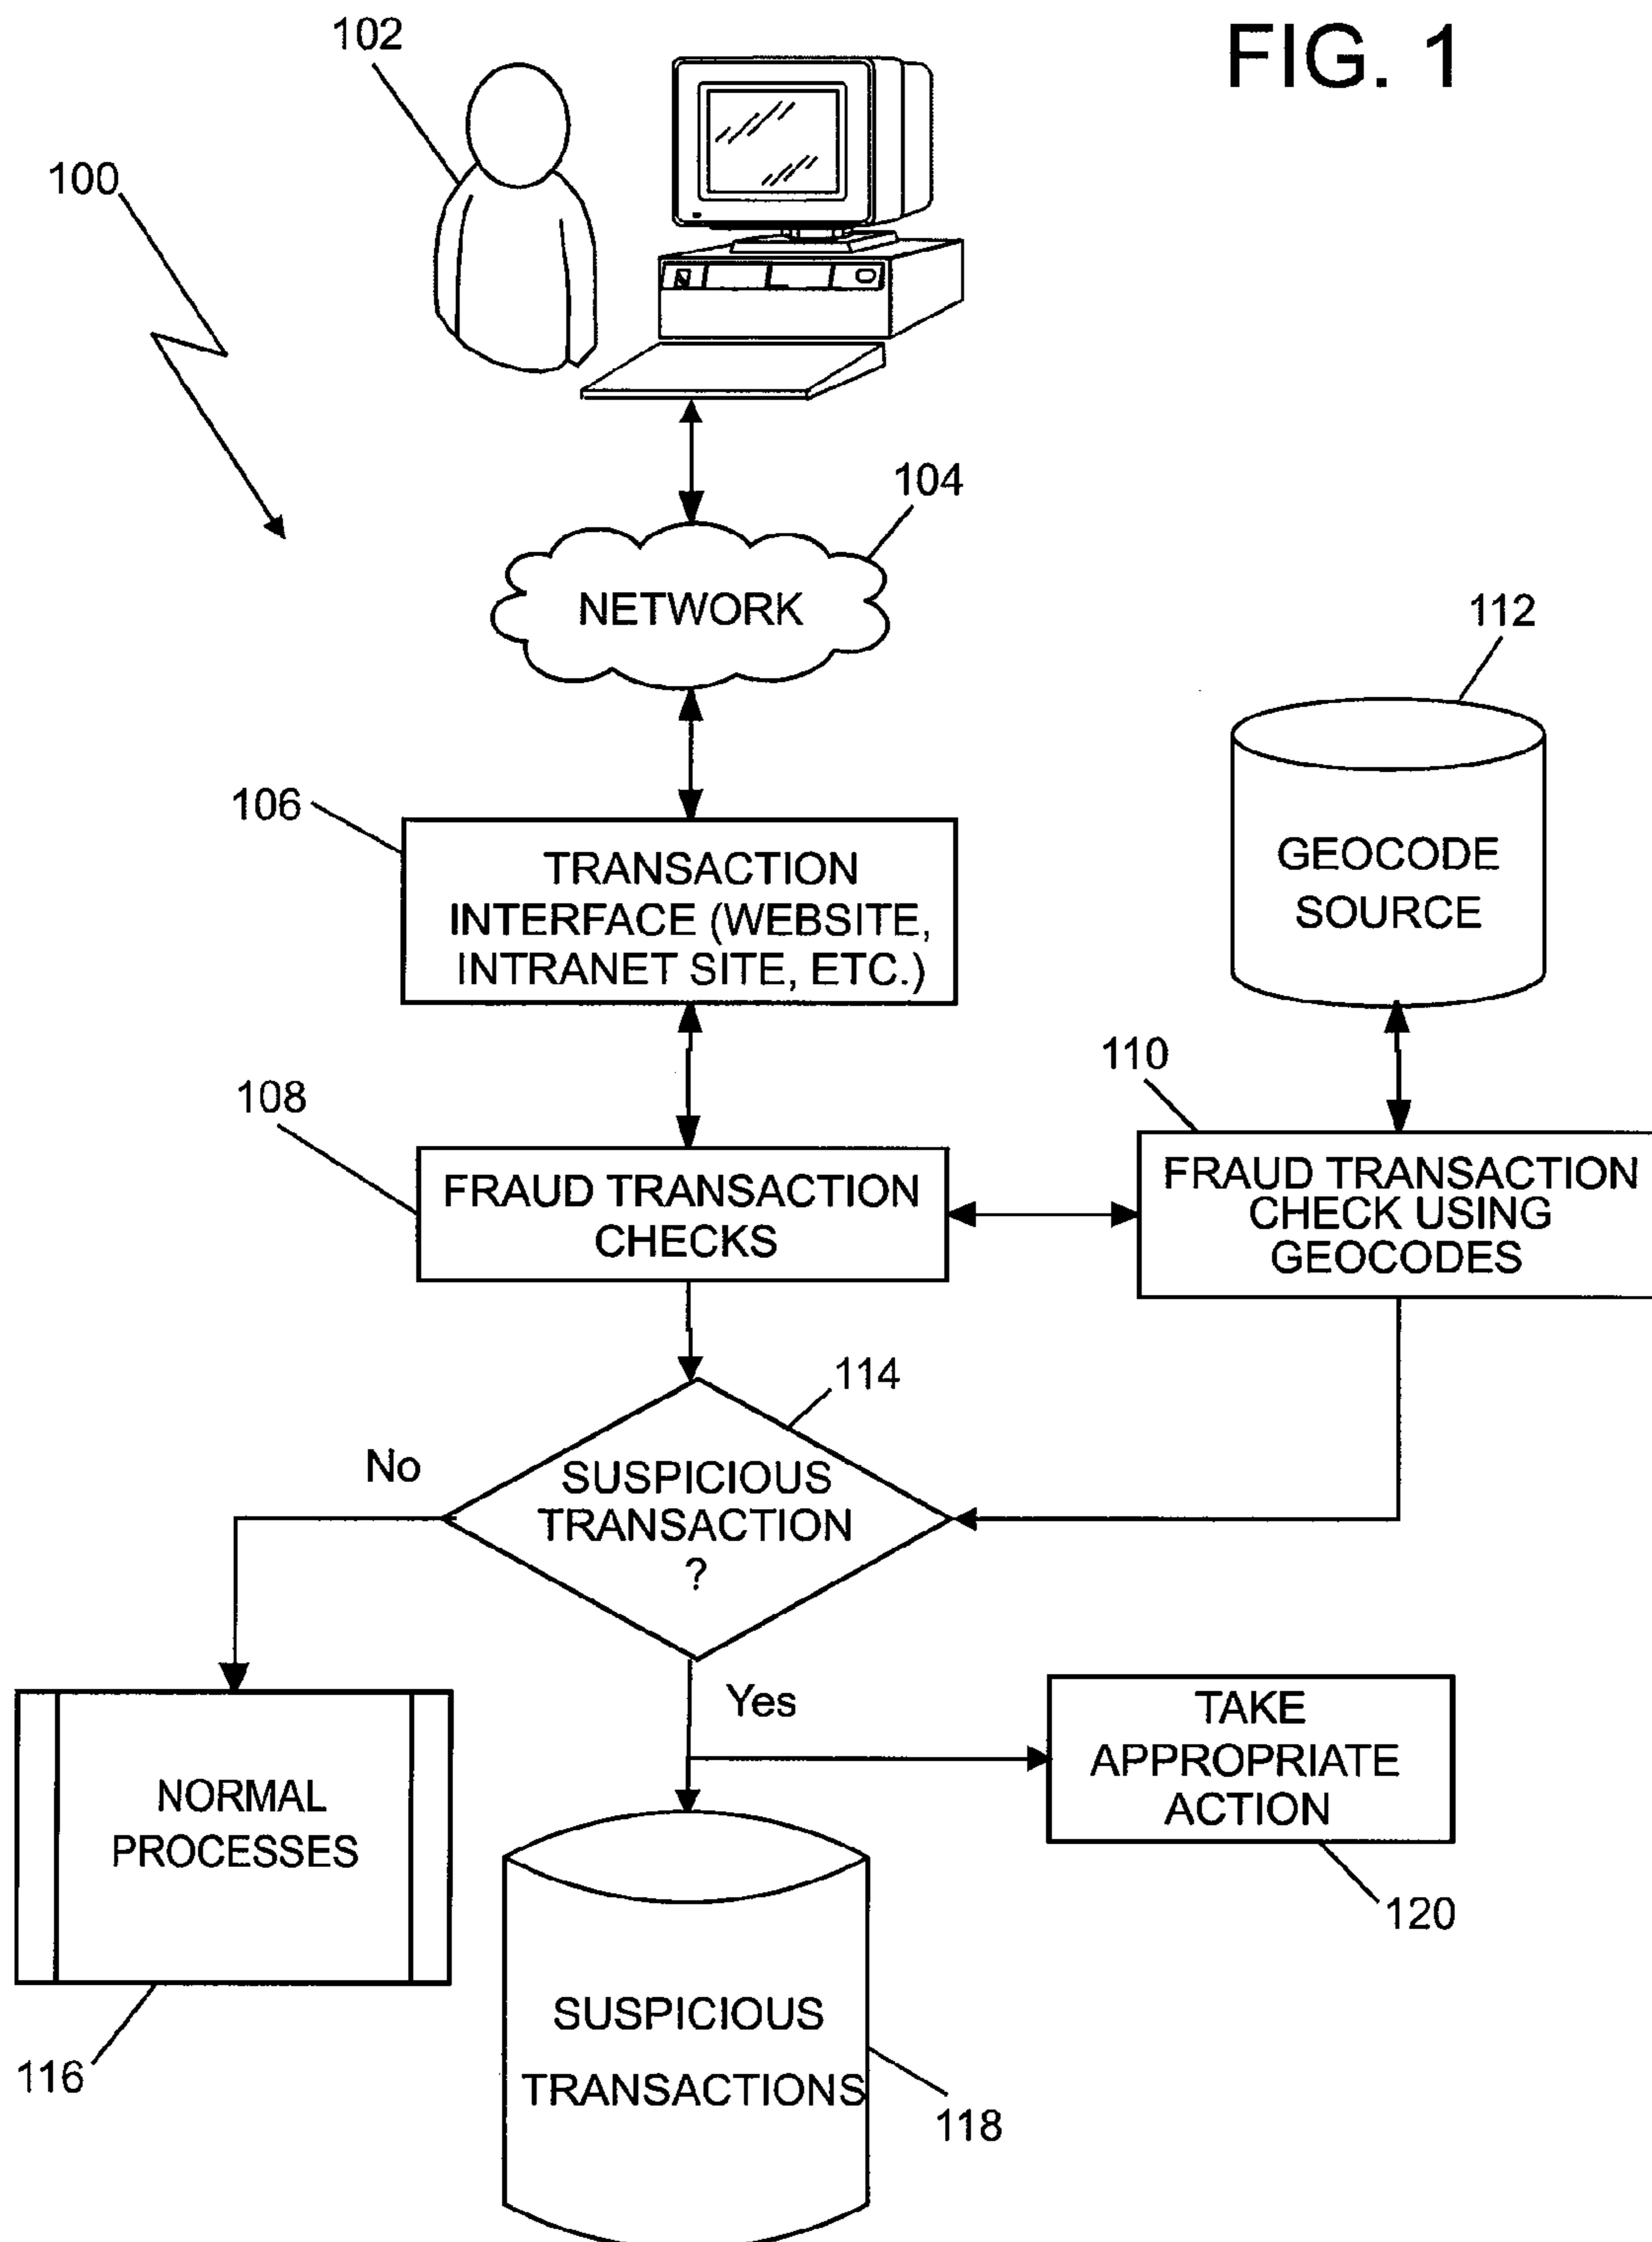 FIG. 1
102
100
104
NETWORK
112
GEOCODE
SOURCE
106
TRANSACTION
INTERFACE (WEBSITE,
INTRANET SITE, ETC.)
110
108
FRAUD TRANSACTION
CHECKS
FRAUD TRANSACTION
CHECK USING
GEOCODES
114
No
SUSPICIOUS
TRANSACTION
?
Yes
TAKE
APPROPRIATE
ACTION
120
NORMAL
PROCESSES
116
SUSPICIOUS
TRANSACTIONS
118